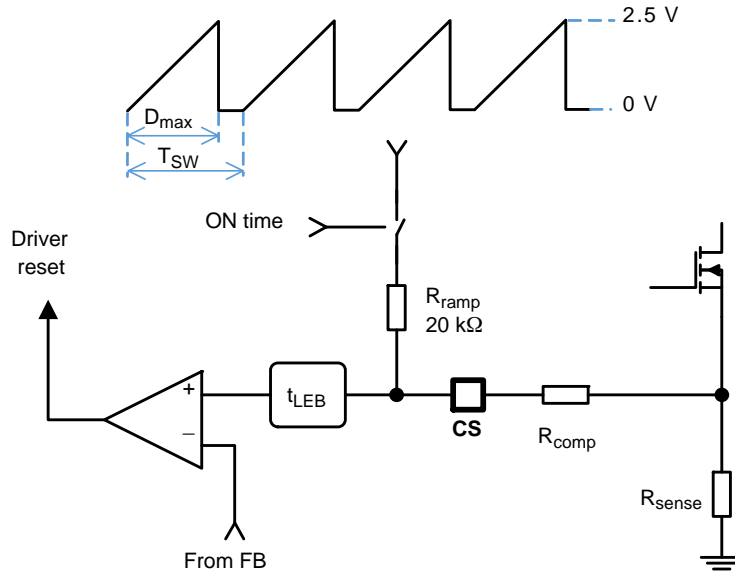 2.5 V
0 V
Dmax
TSW
ON time
Driver
reset
Rramp
20 kΩ
+
tLEB
−
CS
Rcomp
Rsense
From FB